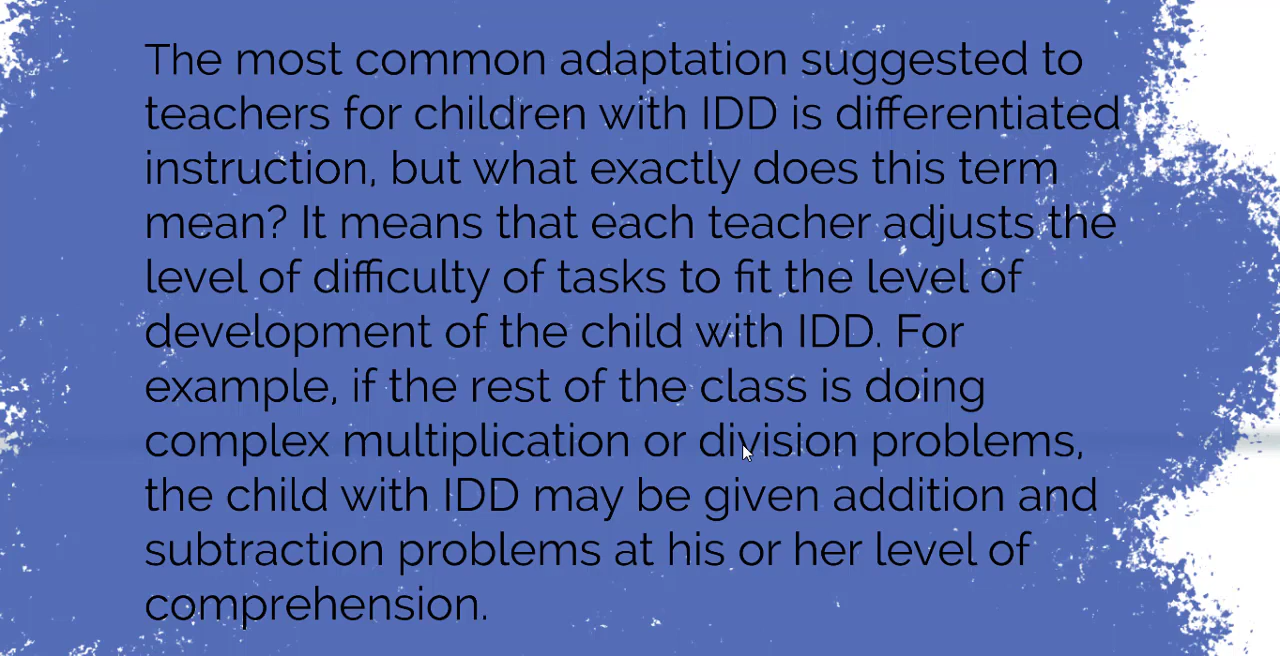 The most common adaptation suggested to
teachers for children with IDD is differentiated
instruction, but what exactly does this term
mean? It means that each teacher adjusts the
level of difficulty of tasks to fit the level of
development of the child with IDD. For
example, if the rest of the class is doing
complex multiplication or division problems,
the child with IDD may be given addition and
subtraction problems at his or her level of
comprehension.